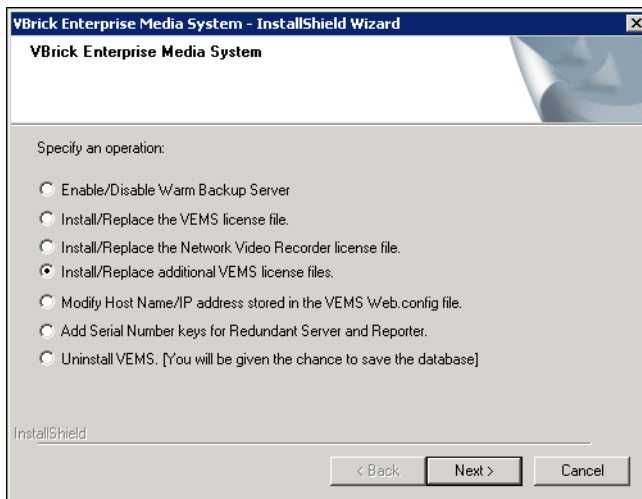 VBrick Enterprise Media System - InstallShield Wizard
VBrick Enterprise Media System
Specify an operation:
Enable/Disable Warm Backup Server
Install/Replace the VEMS license file.
Install/Replace the Network Video Recorder license file.
Install/Replace additional VEMS license files.
Modify Host Name/IP address stored in the VEMS Web.config file.
Add Serial Number keys for Redundant Server and Reporter.
Uninstall VEMS. [You will be given the chance to save the database]
InstallShield
< Back
Next >
Cancel